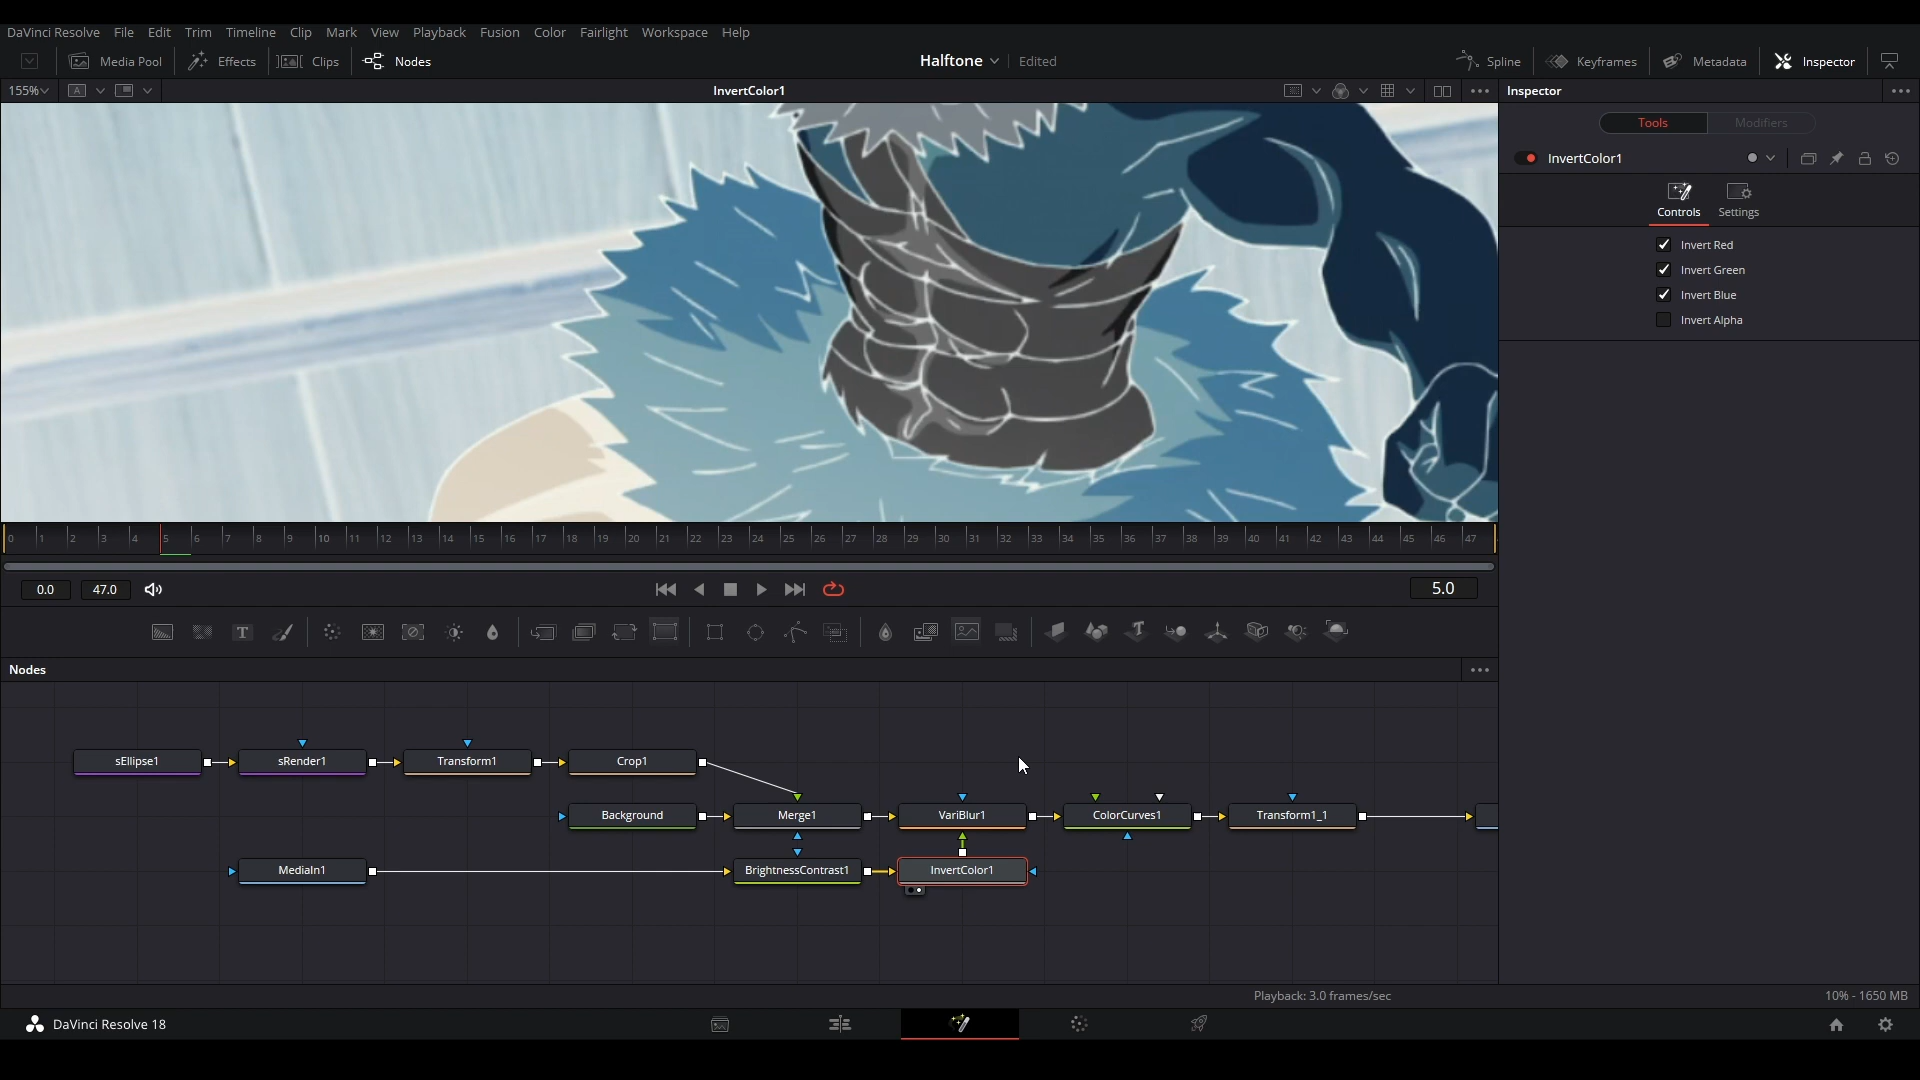 DaVinci Resolve File Edit Trim Timeline Clip Mark View Playback Fusion Color Fairlight Workspace Help
Media Pool Effects Clips Nodes Halftone Edited Spline Keyframes Metadata Inspector
155% A InvertColor1 Inspector
Tools Modifiers
InvertColor1
Controls Settings
Invert Red
Invert Green
Invert Blue
Invert Alpha
0 1 2 3 4 5 6 7 8 9 10 11 12 13 14 15 16 17 18 19 20 21 22 23 24 25 26 27 28 29 30 31 32 33 34 35 36 37 38 39 40 41 42 43 44 45 46 47
0.0 47.0 5.0
T T
Nodes
sEllipse1 sRender1 Transform1 Crop1
Background Merge1 VariBlur1 ColorCurves1 Transform1_1
MediaIn1 BrightnessContrast1 InvertColor1
Playback: 3.0 frames/sec 10% - 1650 MB
DaVinci Resolve 18